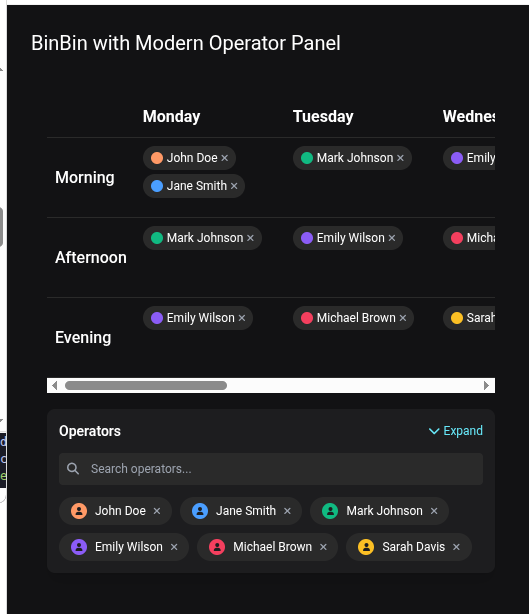 BinBin with Modern Operator Panel
Monday Tuesday Wednes
Morning
John Doe × Mark Johnson × Emily
Jane Smith ×
Afternoon
Mark Johnson × Emily Wilson × Micha
Evening
Emily Wilson × Michael Brown × Sarah
Operators Expand
Search operators...
John Doe × Jane Smith × Mark Johnson ×
Emily Wilson × Michael Brown × Sarah Davis ×
d
c
e